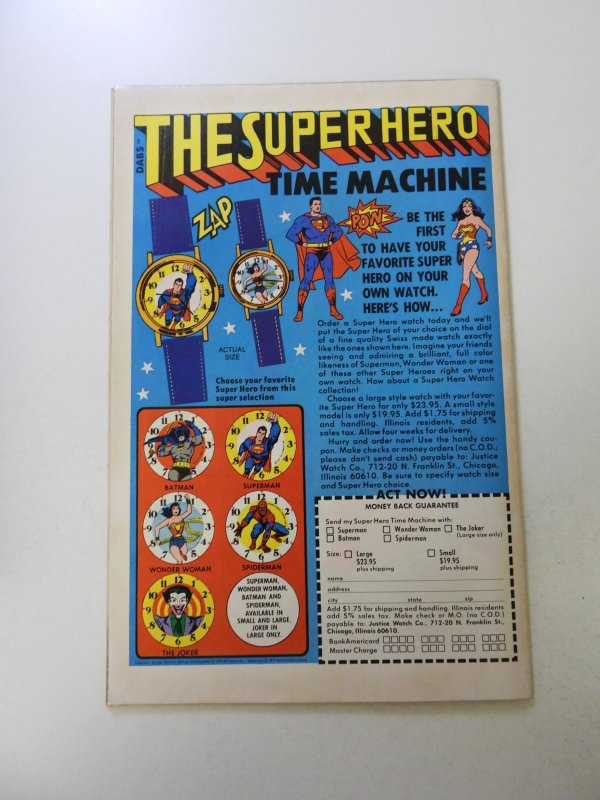 DABS™
THE SUPER HERO
TIME MACHINE
ZAP
POW
BE THE
FIRST
TO HAVE YOUR
FAVORITE SUPER
HERO ON YOUR
OWN WATCH.
HERE'S HOW...
ACTUAL
SIZE
Choose your favorite
Super Hero from this
super selection
Order a Super Hero watch today and we'll
put the Super Hero of your choice on the dial
of a fine quality Swiss made watch exactly
like the ones shown here. Imagine your friends
seeing and admiring a brilliant, full color
likeness of Superman, Wonder Woman or one
of these other Super Heroes right on your
own watch. How about a Super Hero Watch
collection!
Choose a large style watch with your favor-
ite Super Hero for only $23.95. A small style
model is only $19.95. Add $1.75 for shipping
and handling. Illinois residents, add 5%
sales tax. Allow four weeks for delivery.
Hurry and order now! Use the handy cou-
pon. Make checks or money orders (no C.O.D.;
please don't send cash) payable to: Justice
Watch Co., 712-20 N. Franklin St., Chicago,
Illinois 60610. Be sure to specify watch size
and Super Hero choice.
BATMAN
SUPERMAN
WONDER WOMAN
SPIDERMAN
THE JOKER
SUPERMAN,
WONDER WOMAN,
BATMAN AND
SPIDERMAN,
AVAILABLE IN
SMALL AND LARGE.
JOKER IN
LARGE ONLY.
ACT NOW!
MONEY BACK GUARANTEE
Send my Super Hero Time Machine with:
Superman Wonder Woman The Joker
(Large size only)
Batman Spiderman
Size: Large Small
$23.95 $19.95
plus shipping plus shipping
name
address
city state zip
Add $1.75 for shipping and handling. Illinois residents
add 5% sales tax. Make check or M.O. (no C.O.D.)
payable to: Justice Watch Co., 712-20 N. Franklin St.,
Chicago, Illinois 60610.
BankAmericard
Master Charge